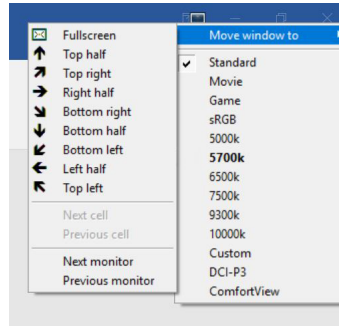 Fullscreen
Top half
Top right
Right half
Bottom right
Bottom half
Bottom left
Left half
Top left
Next cell
Previous cell
Next monitor
Previous monitor
Move window to
Standard
Movie
Game
sRGB
5000k
5700k
6500k
7500k
9300k
10000k
Custom
DCI-P3
ComfortView